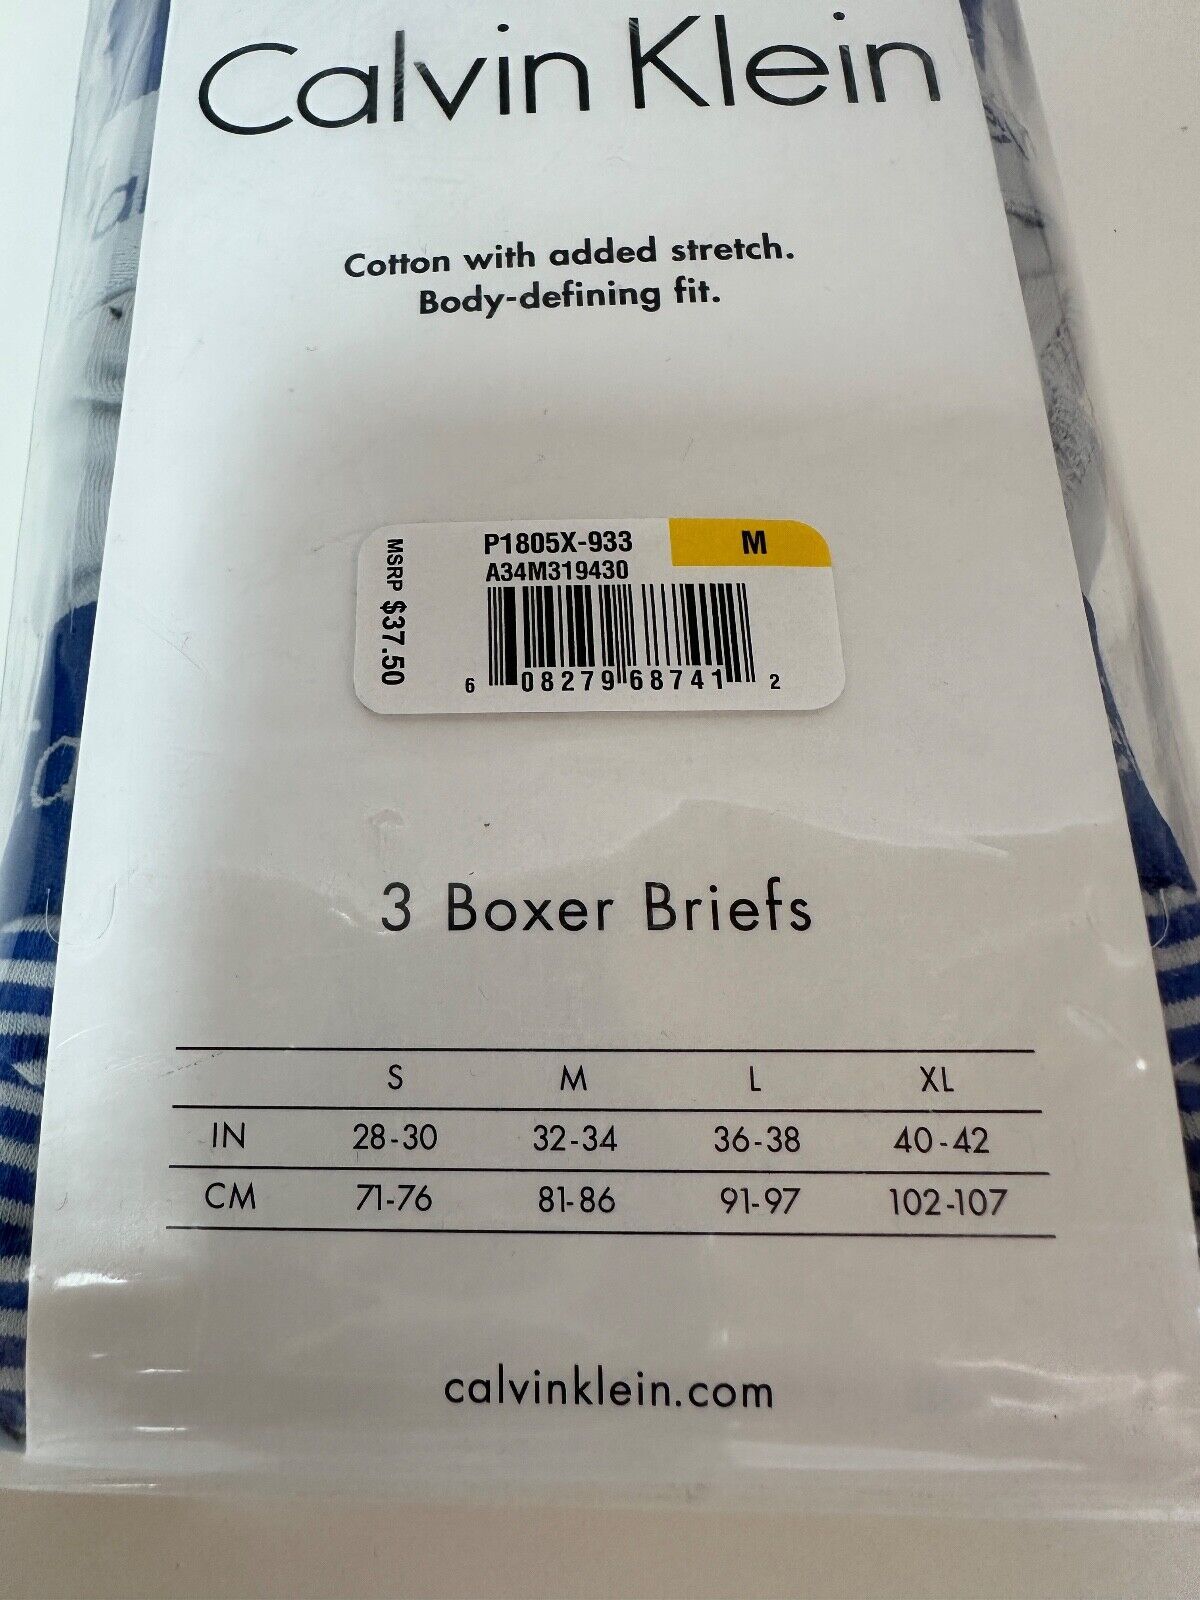 Calvin Klein
Cotton with added stretch.
Body-defining fit.
MSRP $37.50
P1805X-933 M
A34M319430
6 08279 68741 2
3 Boxer Briefs
S M L XL
IN 28-30 32-34 36-38 40-42
CM 71-76 81-86 91-97 102-107
calvinklein.com